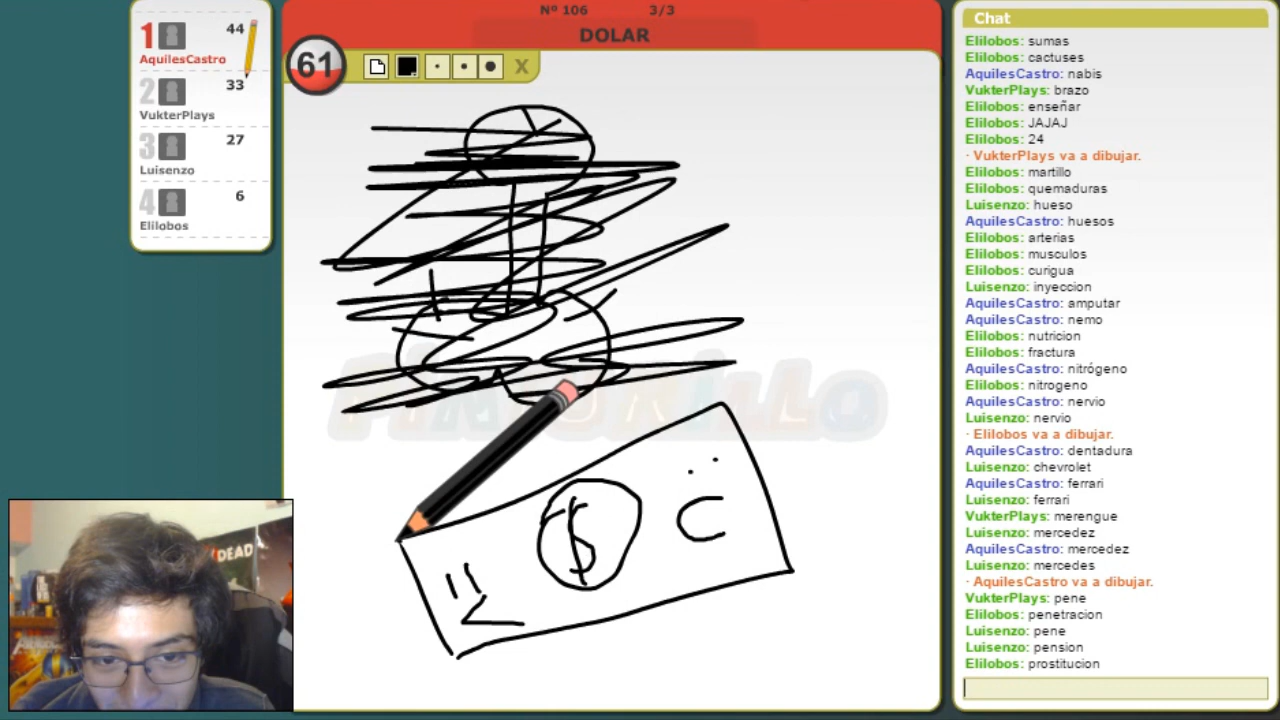 1
44
AquilesCastro
2
33
VukterPlays
3
27
Luisenzo
4
6
Elilobos
Nº 106 3/3
DOLAR
61
X
$
DEAD
Chat
Elilobos: sumas
Elilobos: cactuses
AquilesCastro: nabis
VukterPlays: brazo
Elilobos: enseñar
Elilobos: JAJAJ
Elilobos: 24
· VukterPlays va a dibujar.
Elilobos: martillo
Elilobos: quemaduras
Luisenzo: hueso
AquilesCastro: huesos
Elilobos: arterias
Elilobos: musculos
Elilobos: curigua
Luisenzo: inyeccion
AquilesCastro: amputar
AquilesCastro: nemo
Elilobos: nutricion
Elilobos: fractura
AquilesCastro: nitrógeno
Elilobos: nitrogeno
AquilesCastro: nervio
Luisenzo: nervio
· Elilobos va a dibujar.
AquilesCastro: dentadura
Luisenzo: chevrolet
AquilesCastro: ferrari
Luisenzo: ferrari
VukterPlays: merengue
Luisenzo: mercedez
AquilesCastro: mercedez
Luisenzo: mercedes
· AquilesCastro va a dibujar.
VukterPlays: pene
Elilobos: penetracion
Luisenzo: pene
Luisenzo: pension
Elilobos: prostitucion